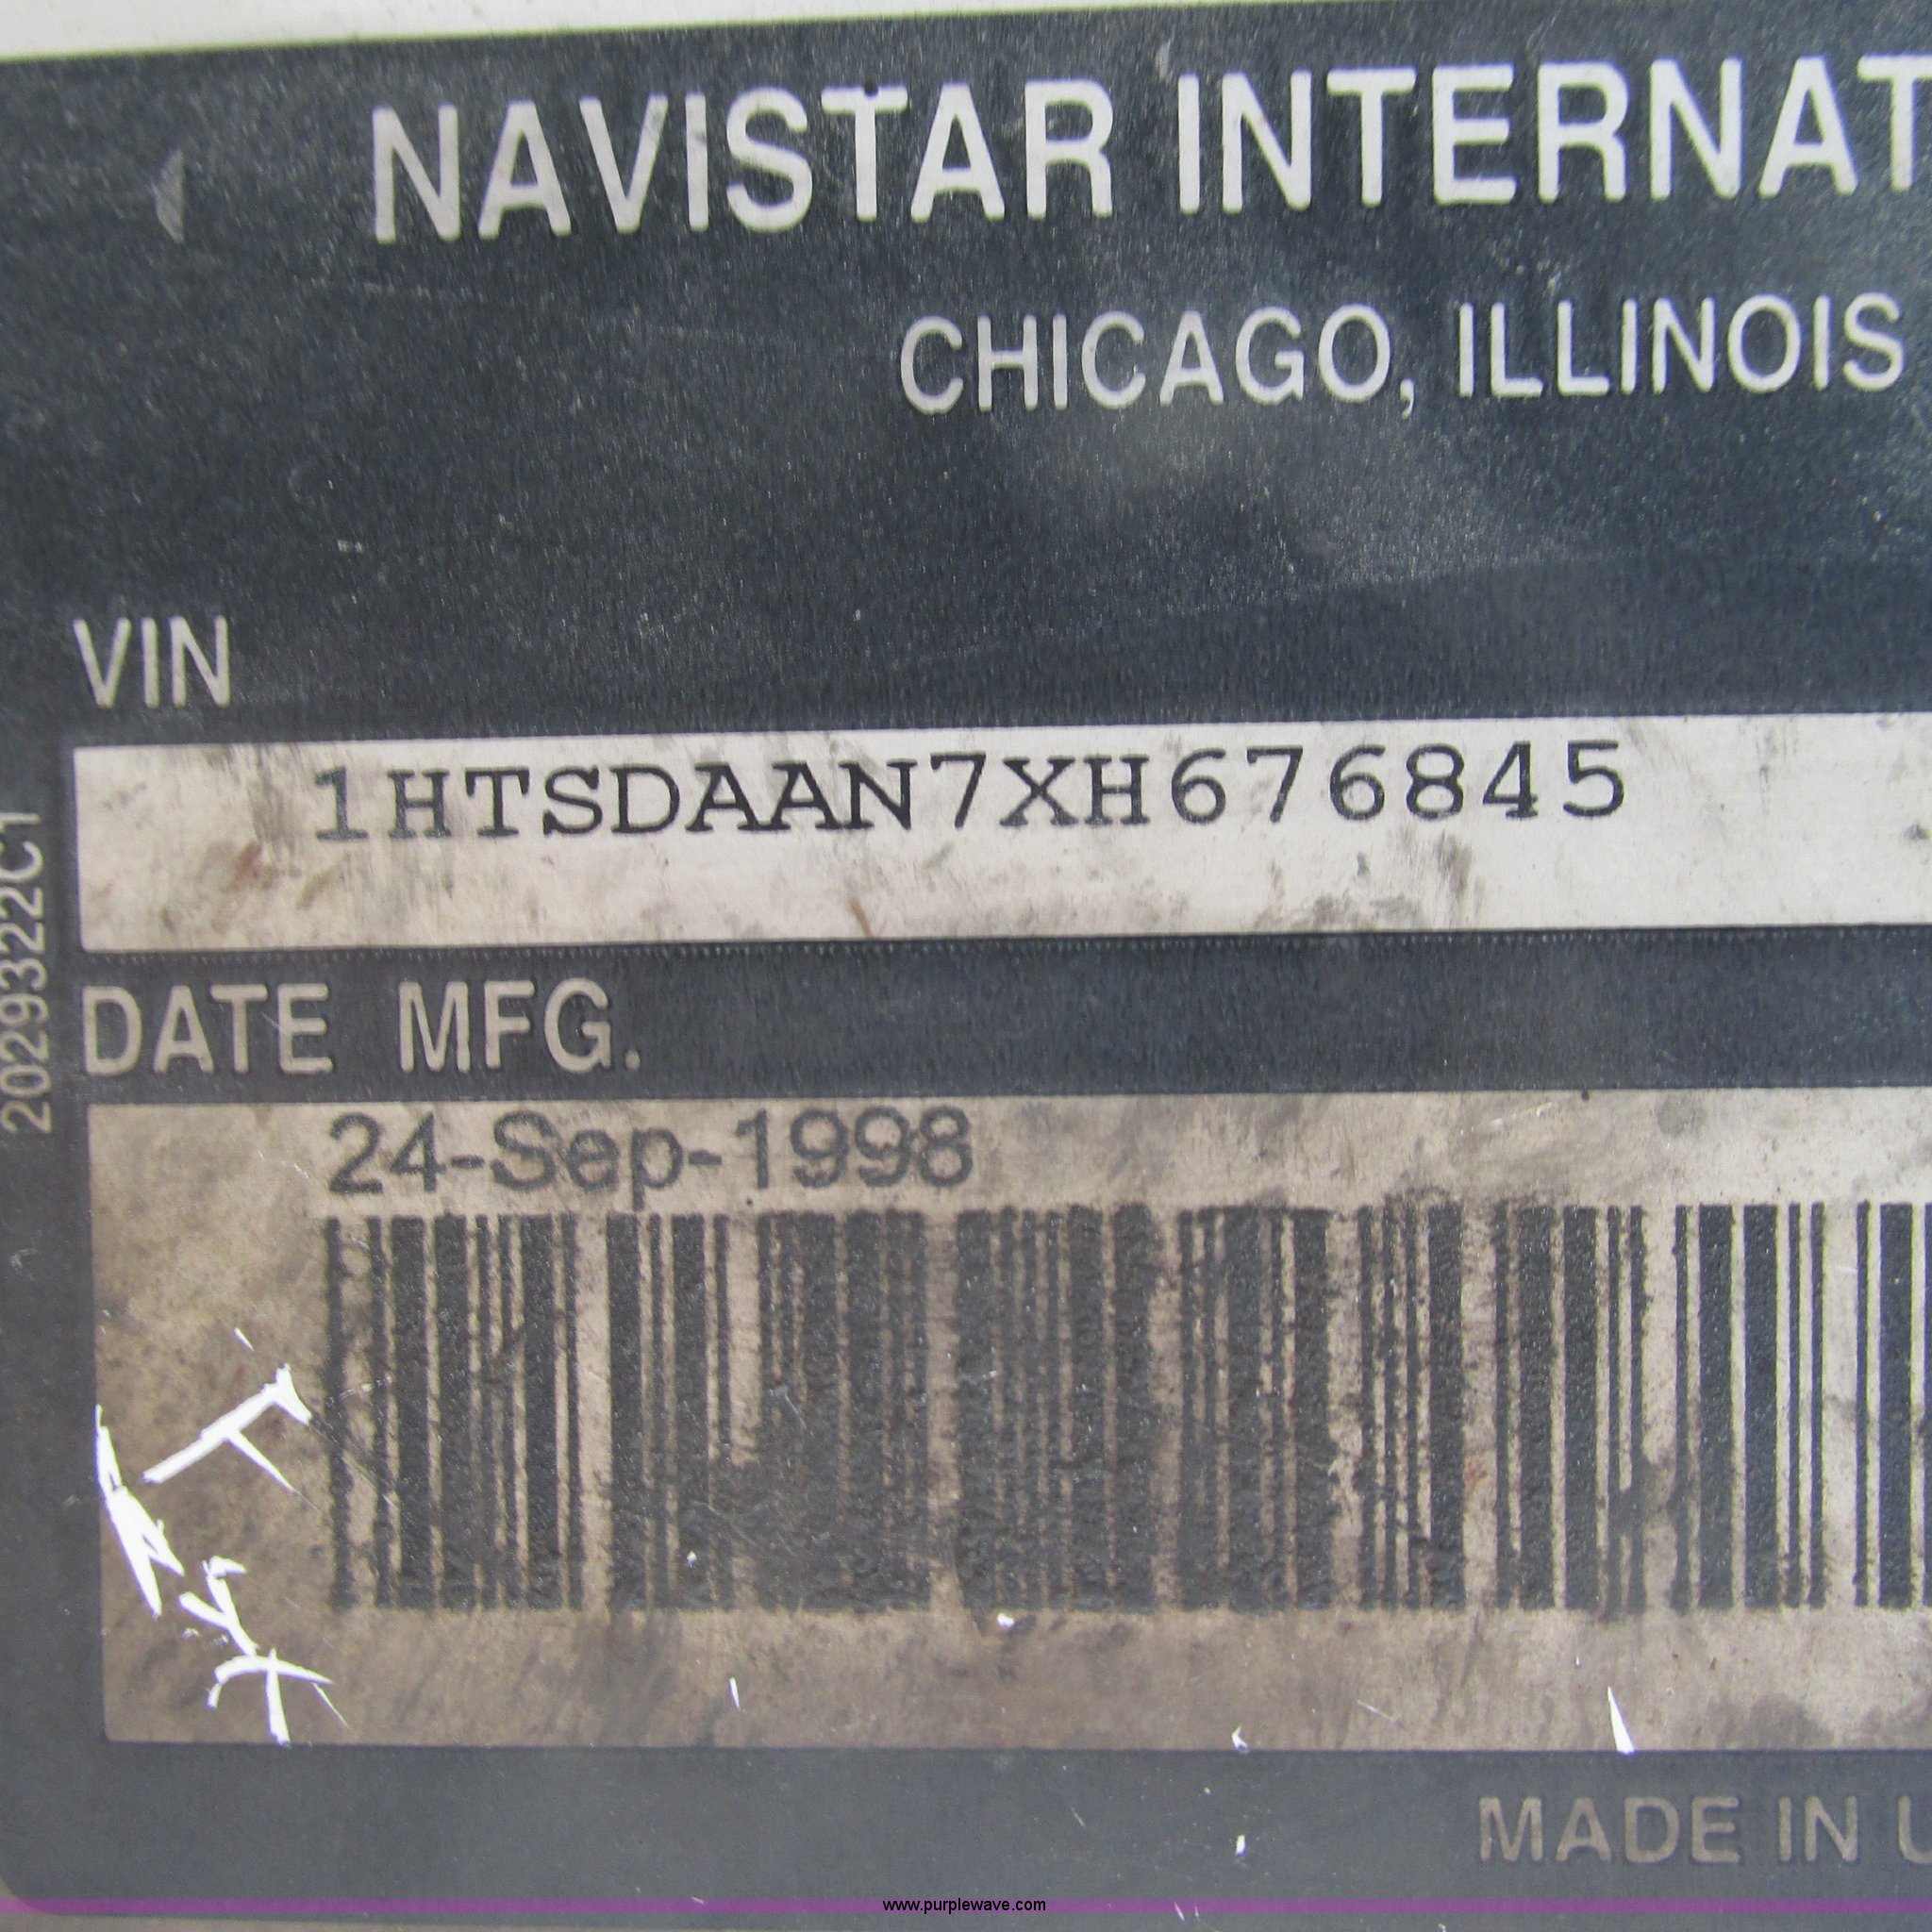 NAVISTAR INTERNAT
CHICAGO, ILLINOIS
VIN
1HTSDAAN7XH676845
2029322C1
DATE MFG.
24-Sep-1998
MADE IN U
www.purplewave.com